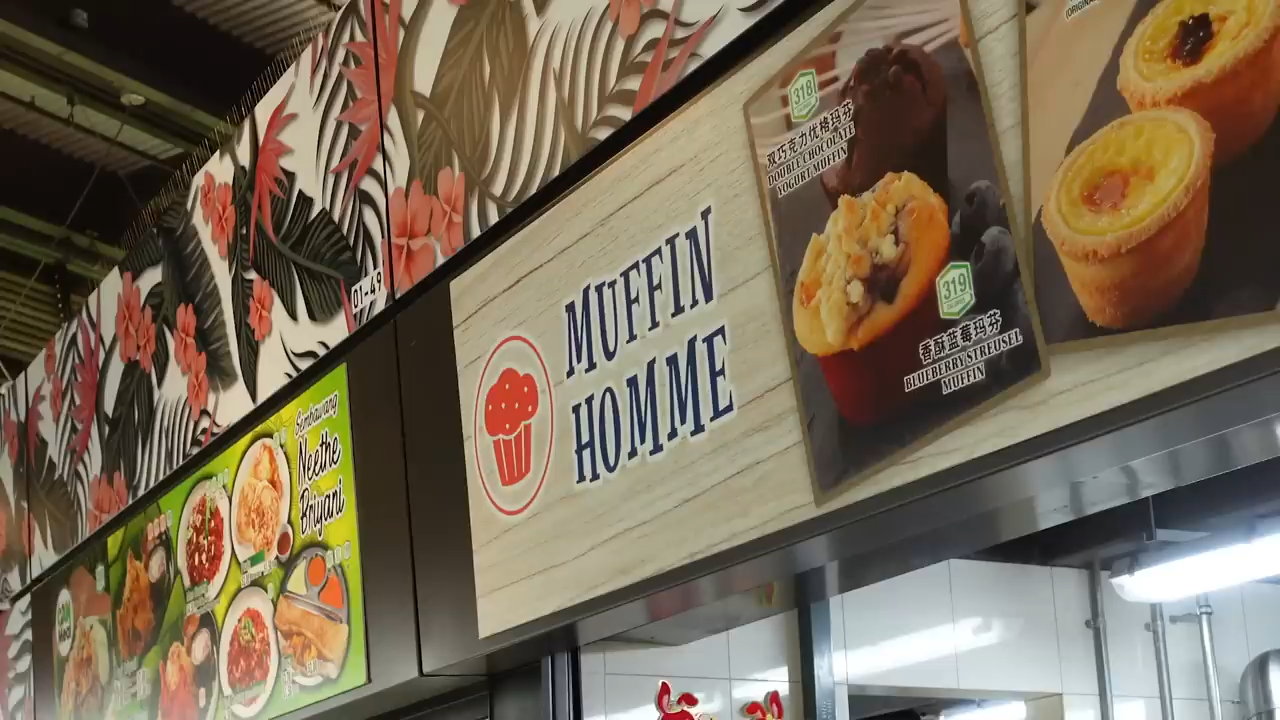 01-49
MUFFIN
HOMME
318
双巧克力优格玛芬
DOUBLE CHOCOLATE
YOGURT MUFFIN
319
香酥蓝莓玛芬
BLUEBERRY STREUSEL
MUFFIN
Sembawang
Neethe
Briyani